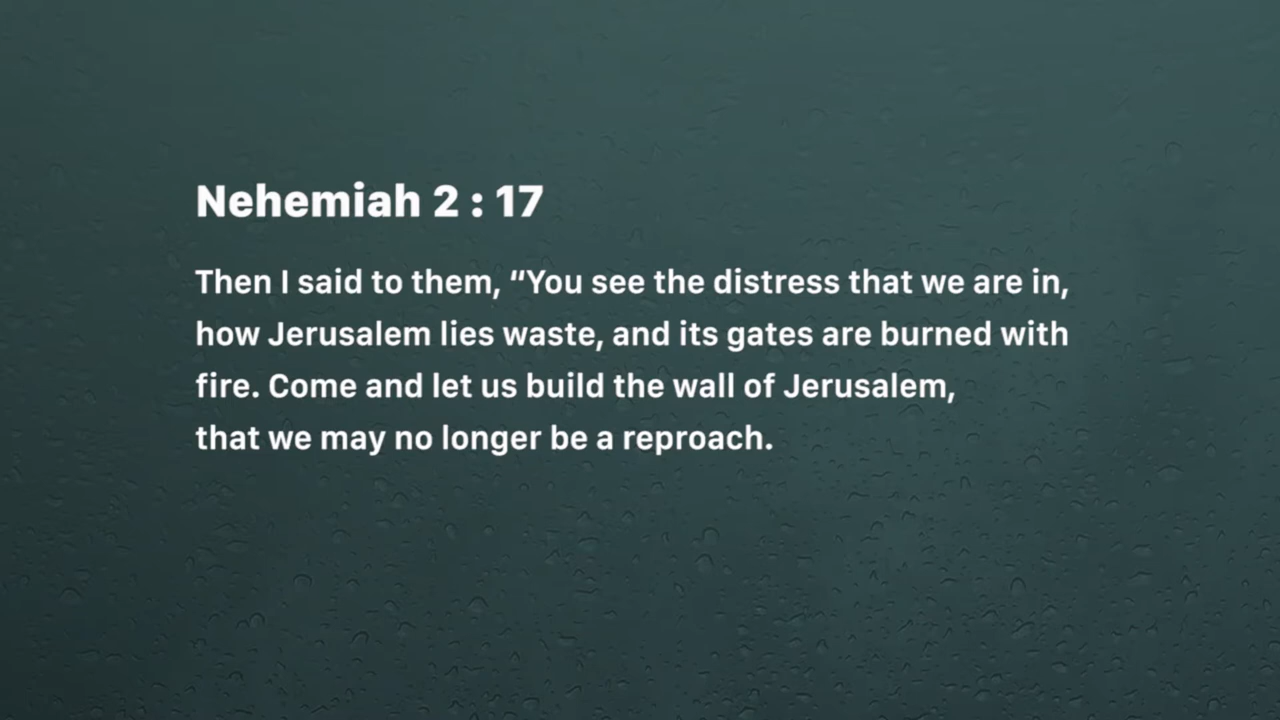 Nehemiah 2 : 17
Then I said to them, “You see the distress that we are in,
how Jerusalem lies waste, and its gates are burned with
fire. Come and let us build the wall of Jerusalem,
that we may no longer be a reproach.